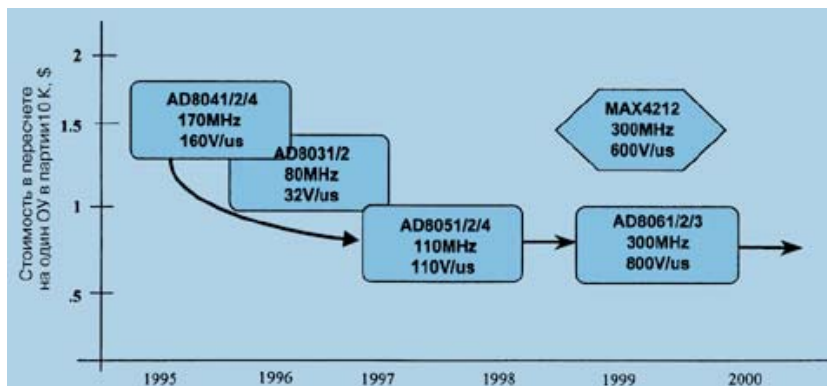 Стоимость в пересчете
на один ОУ в партии10 K, $
2
1.5
1
.5
AD8041/2/4
170MHz
160V/us
AD8031/2
80MHz
32V/us
AD8051/2/4
110MHz
110V/us
MAX4212
300MHz
600V/us
AD8061/2/3
300MHz
800V/us
1995
1996
1997
1998
1999
2000